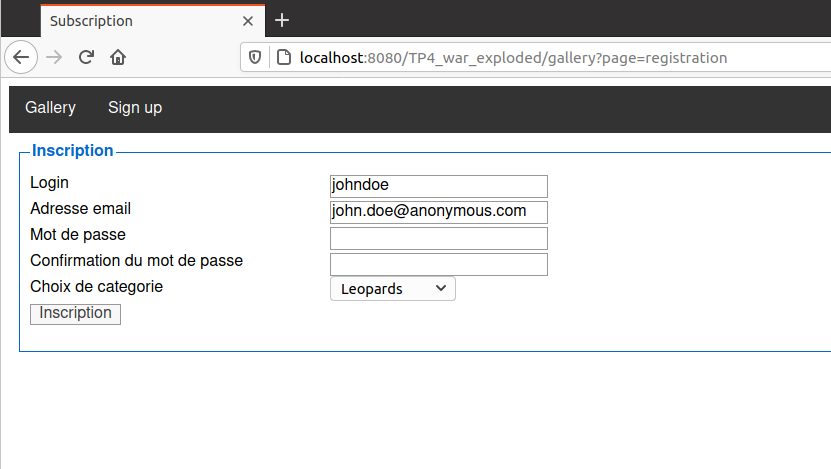 Subscription
localhost:8080/TP4_war_exploded/gallery?page=registration
Gallery Sign up
Inscription
Login johndoe
Adresse email john.doe@anonymous.com
Mot de passe
Confirmation du mot de passe
Choix de categorie Leopards
Inscription